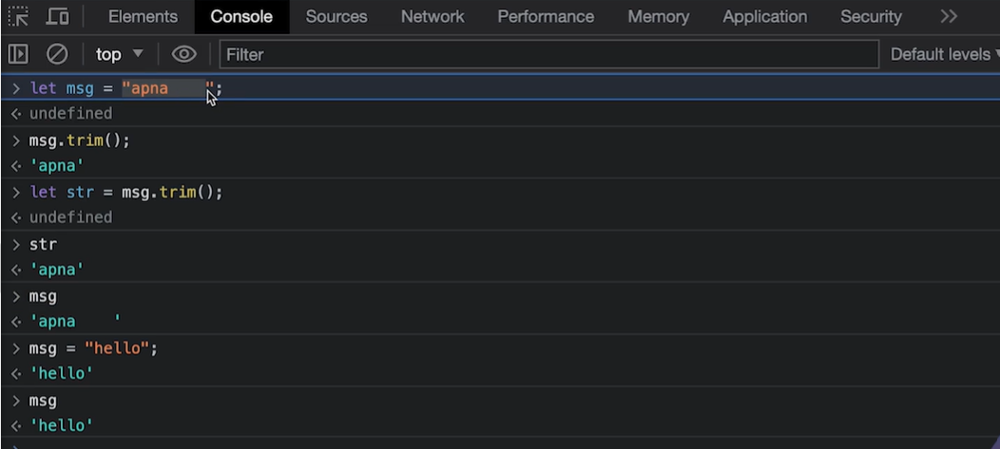 Elements Console Sources Network Performance Memory Application Security
top Filter Default levels
> let msg = "apna    ";
undefined
> msg.trim();
'apna'
> let str = msg.trim();
undefined
> str
'apna'
> msg
'apna    '
> msg = "hello";
'hello'
> msg
'hello'